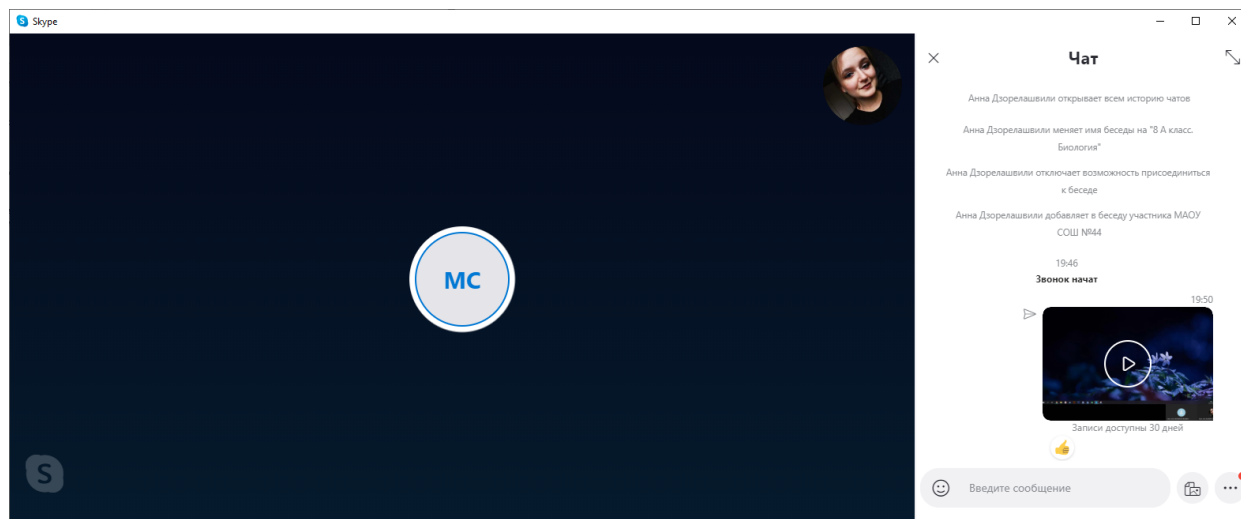 Skype
Чат
Анна Дзорелашвили открывает всем историю чатов
Анна Дзорелашвили меняет имя беседы на "8 А класс.
Биология"
Анна Дзорелашвили отключает возможность присоединиться
к беседе
Анна Дзорелашвили добавляет в беседу участника МАОУ
СОШ №44
19:46
Звонок начат
19:50
МС
Записи доступны 30 дней
Введите сообщение